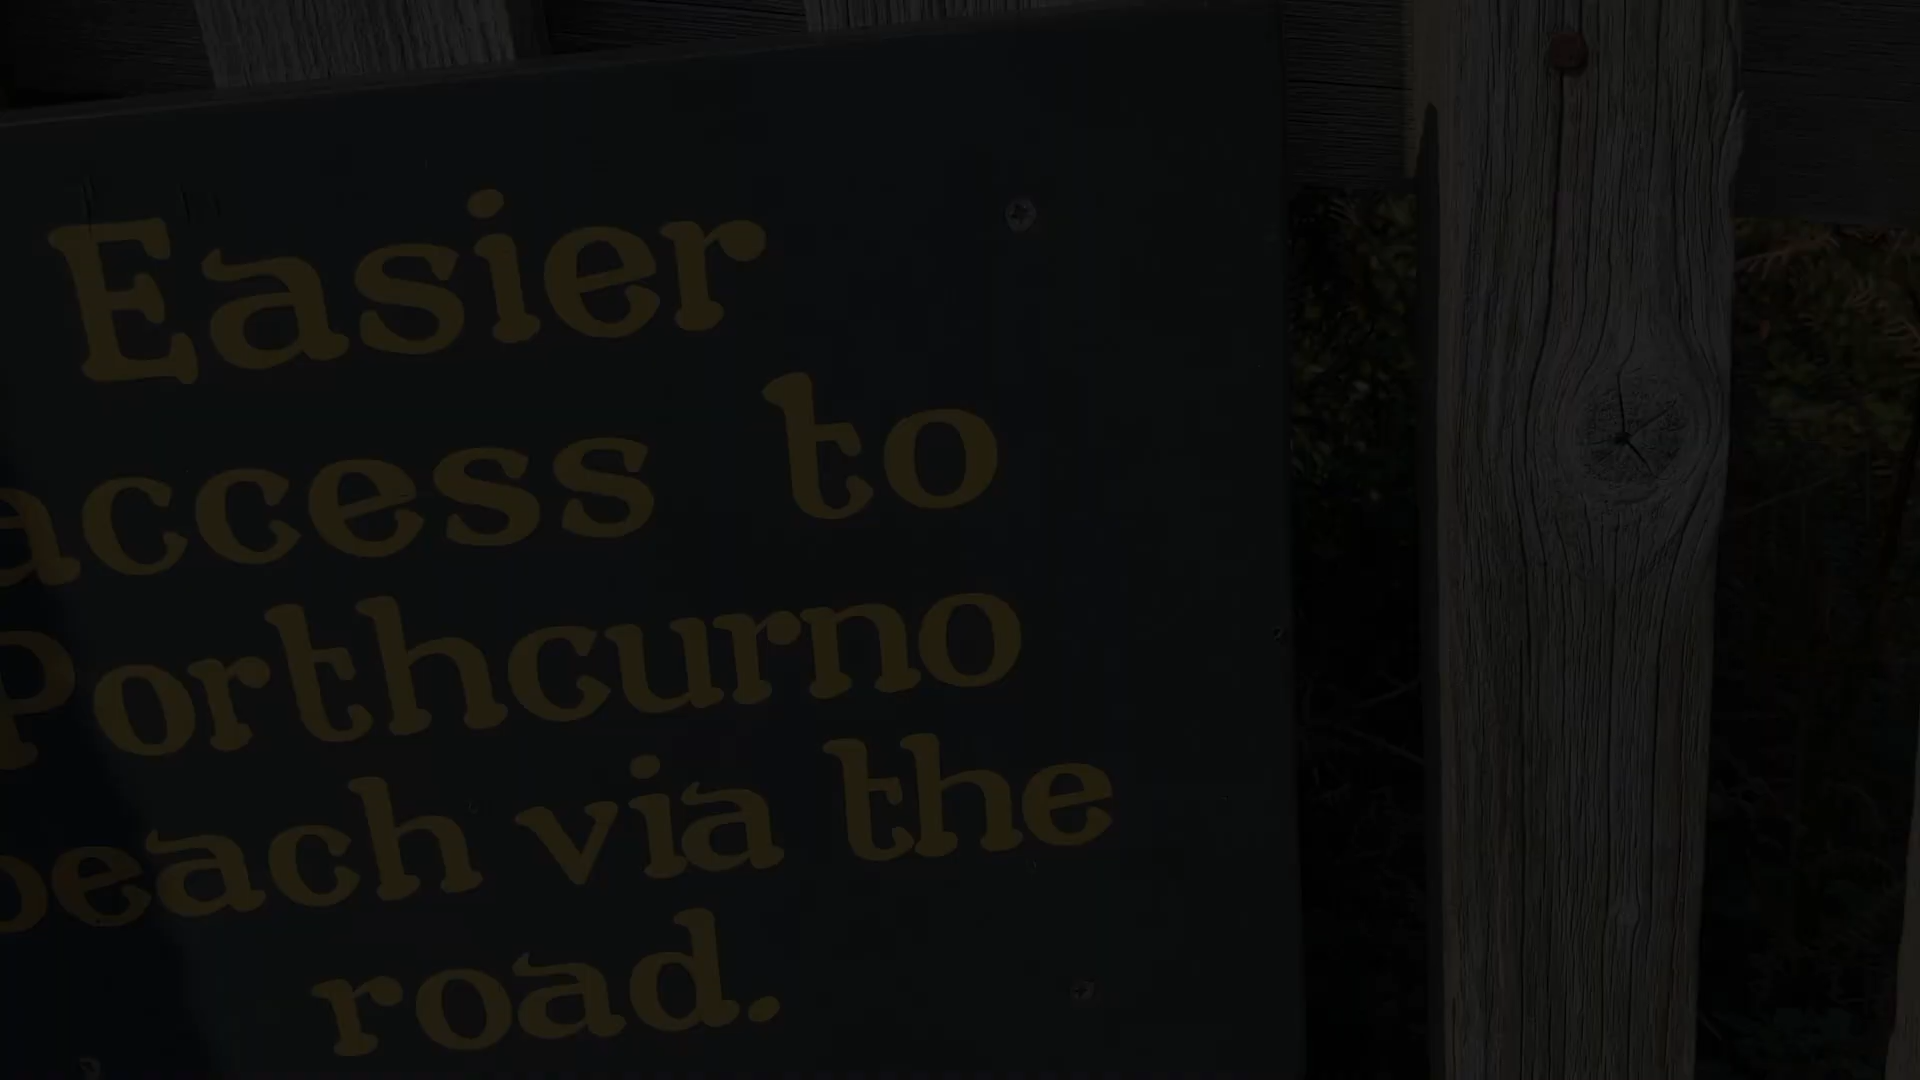 Easier
access to
Porthcurno
beach via the
road.